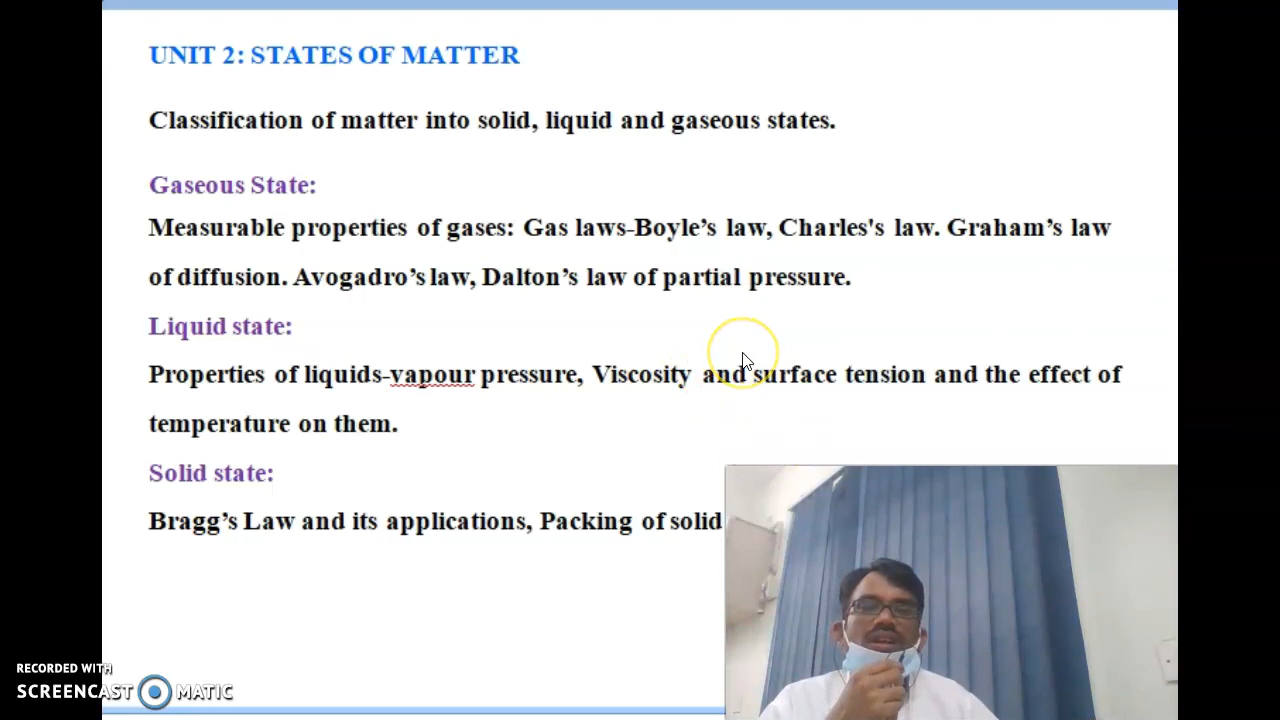 UNIT 2: STATES OF MATTER
Classification of matter into solid, liquid and gaseous states.
Gaseous State:
Measurable properties of gases: Gas laws-Boyle’s law, Charles's law. Graham’s law
of diffusion. Avogadro’s law, Dalton’s law of partial pressure.
Liquid state:
Properties of liquids-vapour pressure, Viscosity and surface tension and the effect of
temperature on them.
Solid state:
Bragg’s Law and its applications, Packing of solid
RECORDED WITH
SCREENCAST MATIC